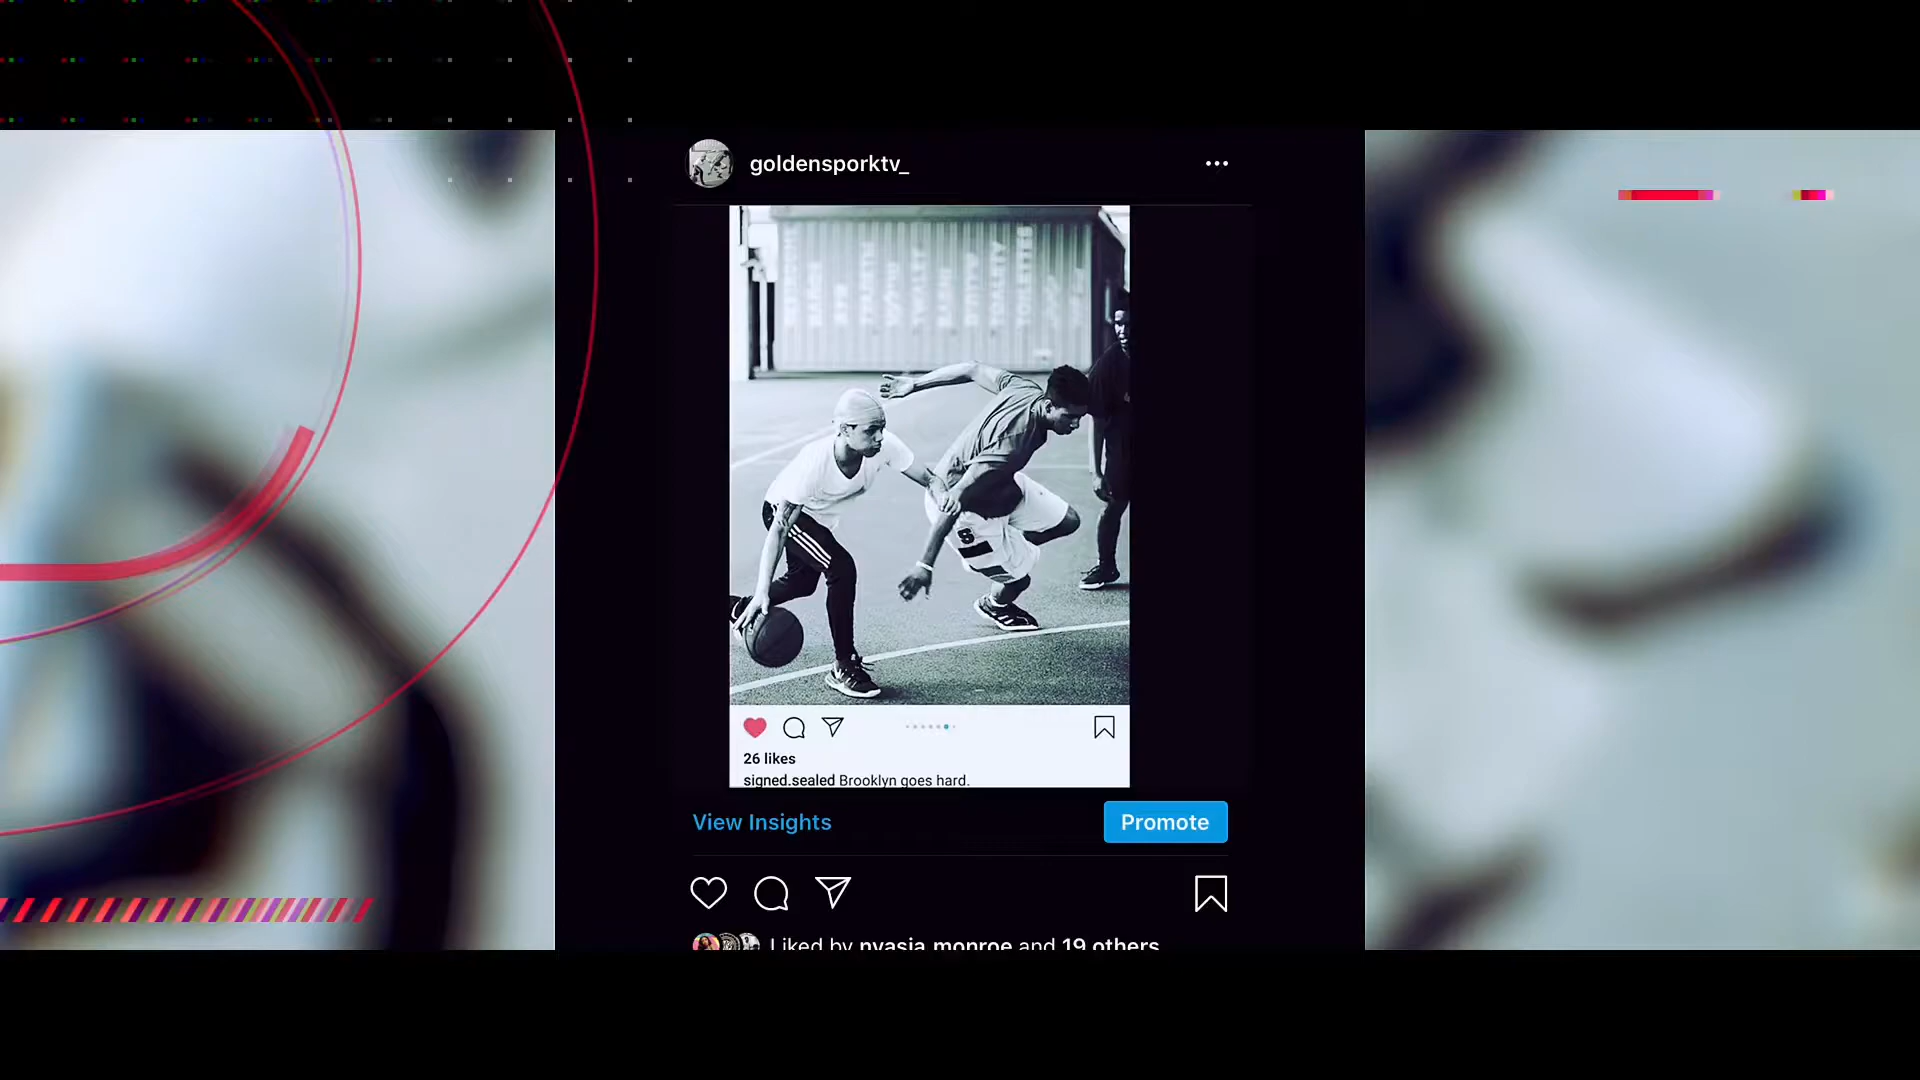 goldensporktv_
26 likes
signed.sealed Brooklyn goes hard.
View Insights
Promote
Liked by nyasia.monroe and 19 others